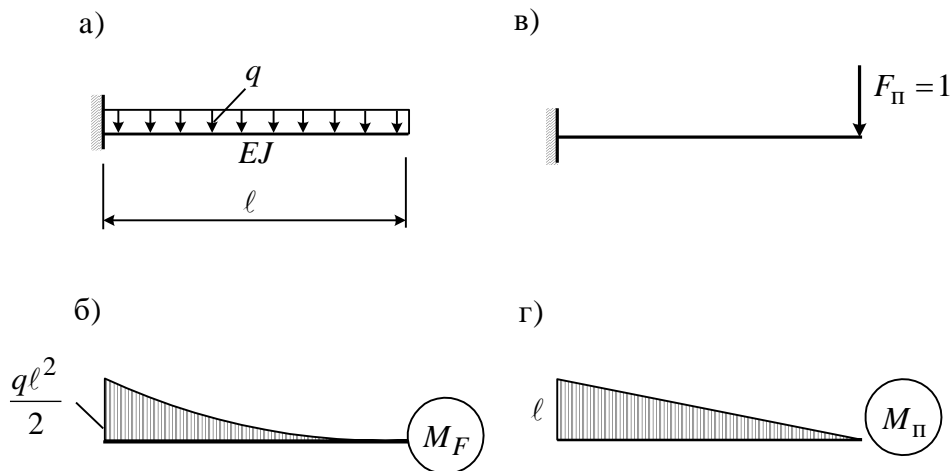 а)
q
EJ
ℓ
в)
F_п = 1
б)
qℓ²/2
M_F
г)
ℓ
M_п